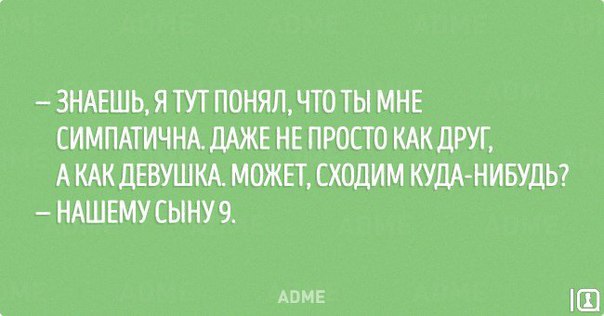 – ЗНАЕШЬ, Я ТУТ ПОНЯЛ, ЧТО ТЫ МНЕ
СИМПАТИЧНА. ДАЖЕ НЕ ПРОСТО КАК ДРУГ,
А КАК ДЕВУШКА. МОЖЕТ, СХОДИМ КУДА-НИБУДЬ?
– НАШЕМУ СЫНУ 9.
ADME